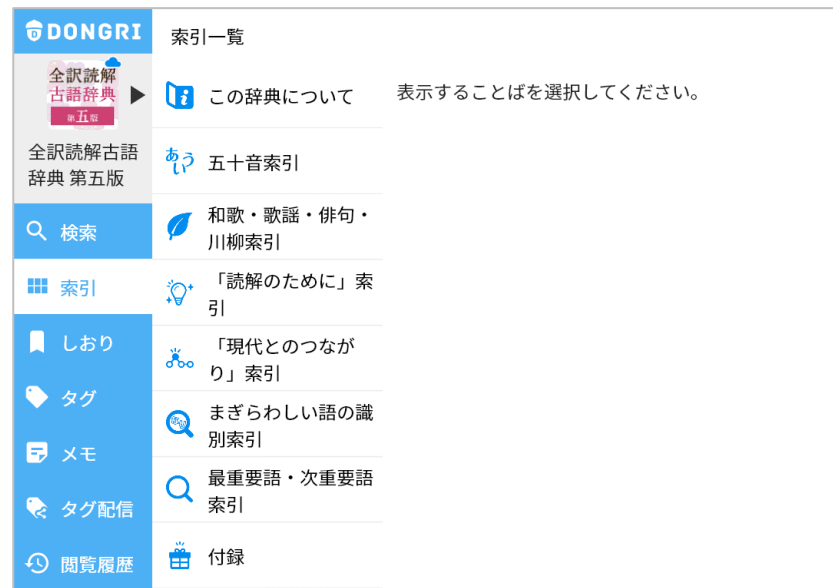 DONGRI
全訳読解
古語辞典
第五版
全訳読解古語
辞典 第五版
検索
索引
しおり
タグ
メモ
タグ配信
閲覧履歴
索引一覧
この辞典について
あいう
五十音索引
和歌・歌謡・俳句・
川柳索引
「読解のために」索
引
「現代とのつなが
り」索引
まぎらわしい語の識
別索引
最重要語・次重要語
索引
付録
表示することばを選択してください。